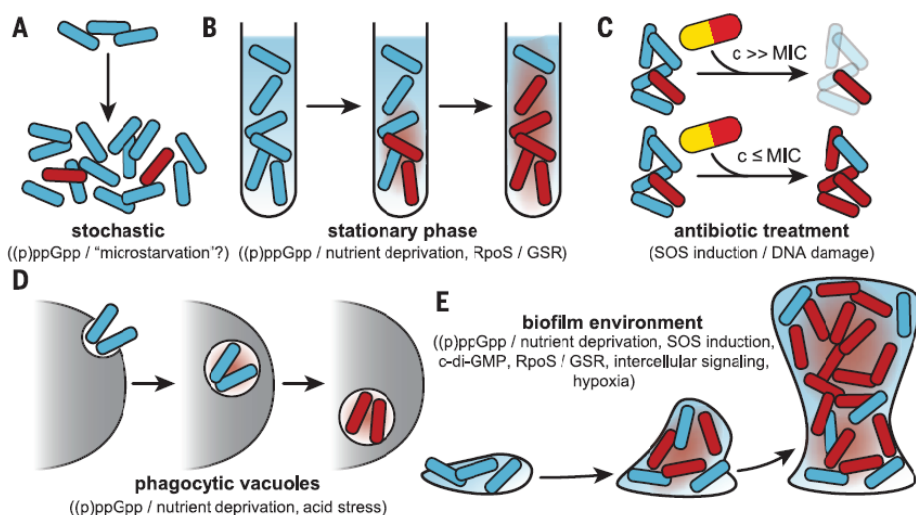 A
stochastic
((p)ppGpp / “microstarvation’?)
B
stationary phase
((p)ppGpp / nutrient deprivation, RpoS / GSR)
C
c >> MIC
c ≤ MIC
antibiotic treatment
(SOS induction / DNA damage)
D
phagocytic vacuoles
((p)ppGpp / nutrient deprivation, acid stress)
E
biofilm environment
((p)ppGpp / nutrient deprivation, SOS induction,
c-di-GMP, RpoS / GSR, intercellular signaling,
hypoxia)